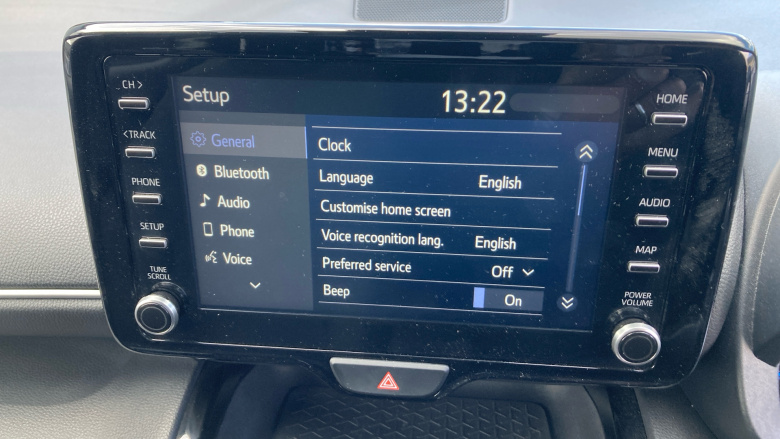 CH >
< TRACK
PHONE
SETUP
TUNE
SCROLL
Setup 13:22
General
Bluetooth
Audio
Phone
Voice
Clock
Language English
Customise home screen
Voice recognition lang. English
Preferred service Off
Beep On
HOME
MENU
AUDIO
MAP
POWER
VOLUME